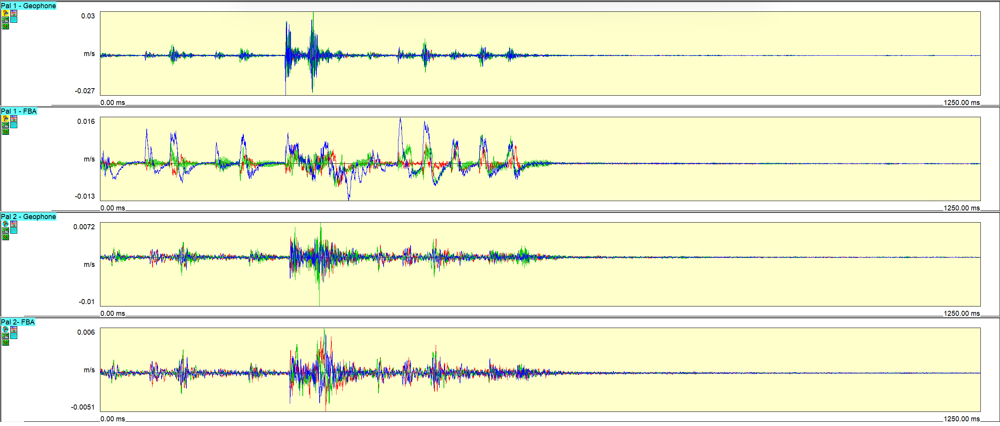 Pal 1 - Geophone
0.03
m/s
-0.027
0.00 ms 1250.00 ms
Pal 1 - FBA
0.016
m/s
-0.013
0.00 ms 1250.00 ms
Pal 2 - Geophone
0.0072
m/s
-0.01
0.00 ms 1250.00 ms
Pal 2- FBA
0.006
m/s
-0.0051
0.00 ms 1250.00 ms